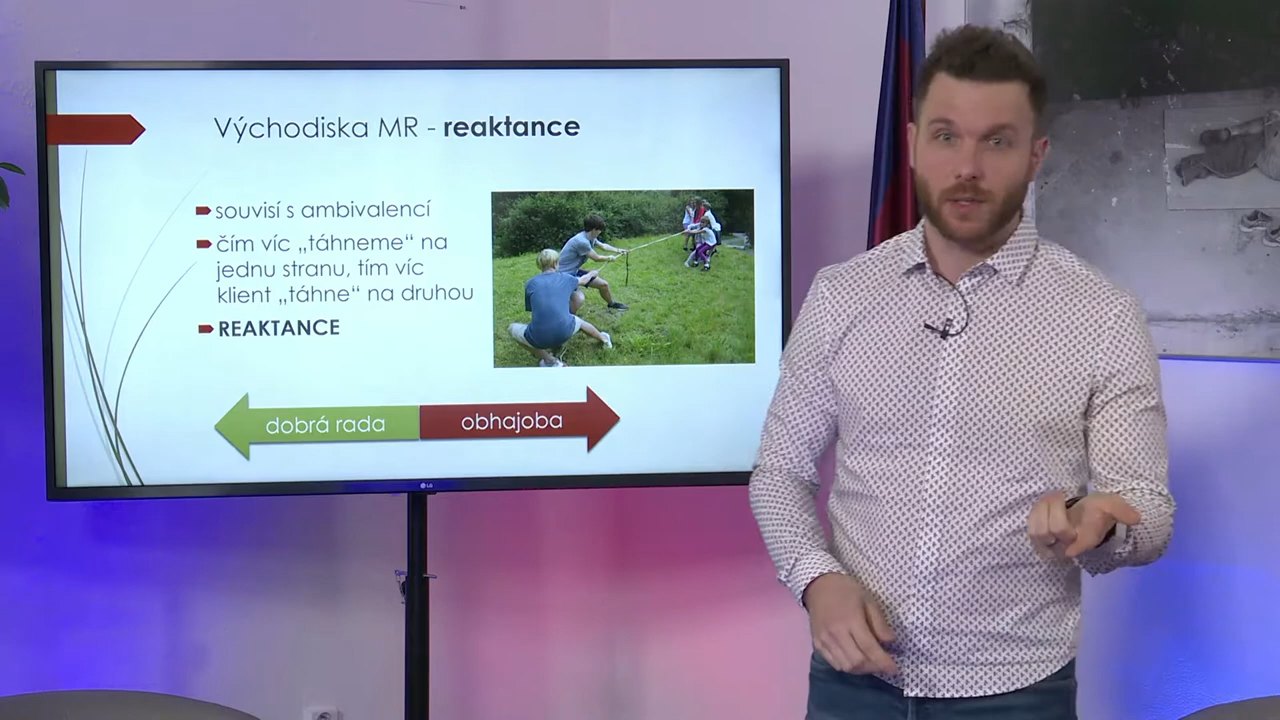 Východiska MR - reaktance
souvisí s ambivalencí
čím víc „táhneme“ na
jednu stranu, tím víc
klient „táhne“ na druhou
REAKTANCE
dobrá rada
obhajoba
LG